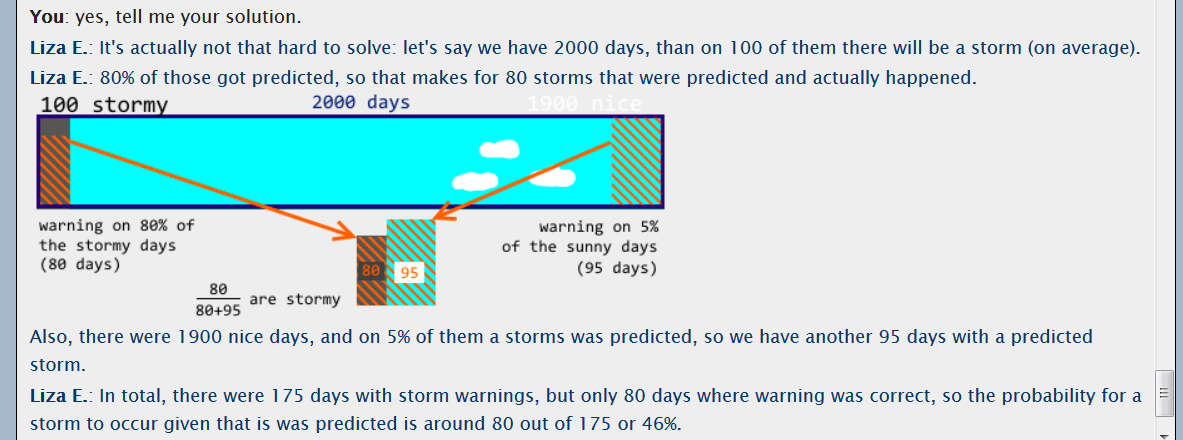 You: yes, tell me your solution.
Liza E.: It's actually not that hard to solve: let's say we have 2000 days, than on 100 of them there will be a storm (on average).
Liza E.: 80% of those got predicted, so that makes for 80 storms that were predicted and actually happened.
100 stormy 2000 days 1900 nice
warning on 80% of
the stormy days
(80 days)
warning on 5%
of the sunny days
(95 days)
80 95
80
80+95
are stormy
Also, there were 1900 nice days, and on 5% of them a storms was predicted, so we have another 95 days with a predicted
storm.
Liza E.: In total, there were 175 days with storm warnings, but only 80 days where warning was correct, so the probability for a
storm to occur given that is was predicted is around 80 out of 175 or 46%.